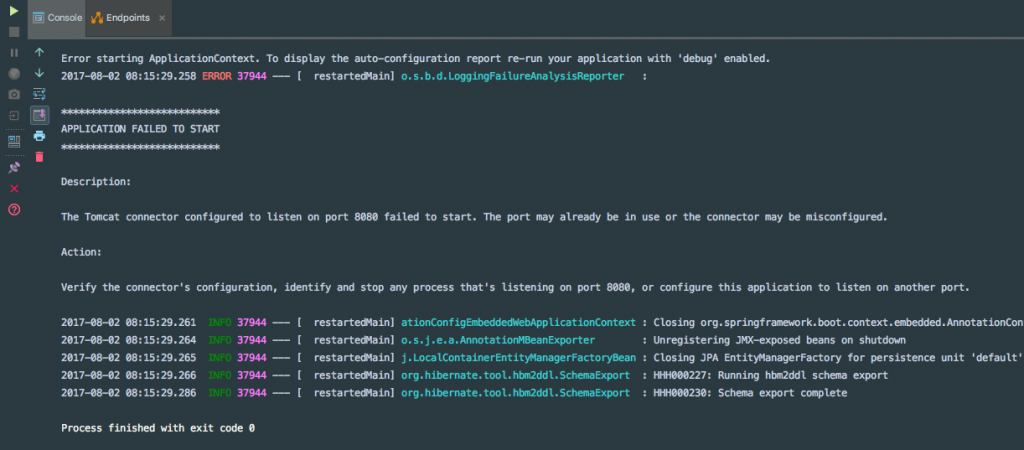 Console Endpoints
Error starting ApplicationContext. To display the auto-configuration report re-run your application with 'debug' enabled.
2017-08-02 08:15:29.258 ERROR 37944 --- [  restartedMain] o.s.b.d.LoggingFailureAnalysisReporter   :
***************************
APPLICATION FAILED TO START
***************************
Description:
The Tomcat connector configured to listen on port 8080 failed to start. The port may already be in use or the connector may be misconfigured.
Action:
Verify the connector's configuration, identify and stop any process that's listening on port 8080, or configure this application to listen on another port.
2017-08-02 08:15:29.261  INFO 37944 --- [  restartedMain] ationConfigEmbeddedWebApplicationContext : Closing org.springframework.boot.context.embedded.AnnotationCon
2017-08-02 08:15:29.264  INFO 37944 --- [  restartedMain] o.s.j.e.a.AnnotationMBeanExporter        : Unregistering JMX-exposed beans on shutdown
2017-08-02 08:15:29.265  INFO 37944 --- [  restartedMain] j.LocalContainerEntityManagerFactoryBean : Closing JPA EntityManagerFactory for persistence unit 'default'
2017-08-02 08:15:29.266  INFO 37944 --- [  restartedMain] org.hibernate.tool.hbm2ddl.SchemaExport  : HHH000227: Running hbm2ddl schema export
2017-08-02 08:15:29.286  INFO 37944 --- [  restartedMain] org.hibernate.tool.hbm2ddl.SchemaExport  : HHH000230: Schema export complete
Process finished with exit code 0